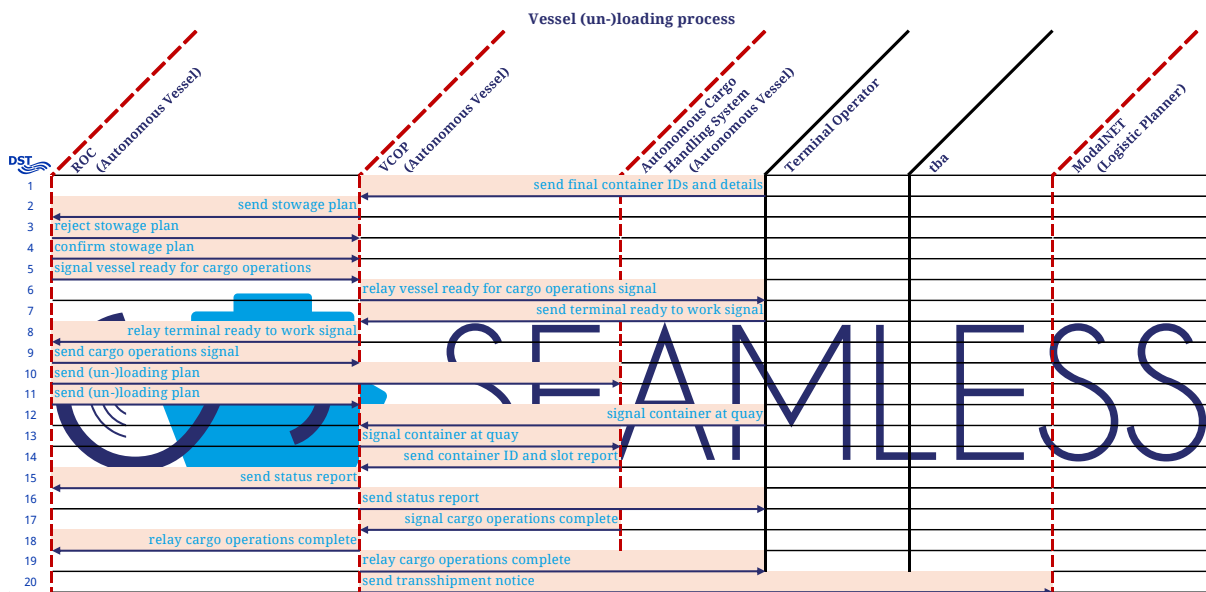 Vessel (un-)loading process
ROC
(Autonomous Vessel)
VCOP
(Autonomous Vessel)
Autonomous Cargo
Handling System
(Autonomous Vessel)
Terminal Operator
tba
ModalNET
(Logistic Planner)
DST
1 send final container IDs and details
2 send stowage plan
3 reject stowage plan
4 confirm stowage plan
5 signal vessel ready for cargo operations
6 relay vessel ready for cargo operations signal
7 send terminal ready to work signal
8 relay terminal ready to work signal
9 send cargo operations signal
10 send (un-)loading plan
11 send (un-)loading plan
12 signal container at quay
13 signal container at quay
14 send container ID and slot report
15 send status report
16 send status report
17 signal cargo operations complete
18 relay cargo operations complete
19 relay cargo operations complete
20 send transshipment notice
SEAMLESS